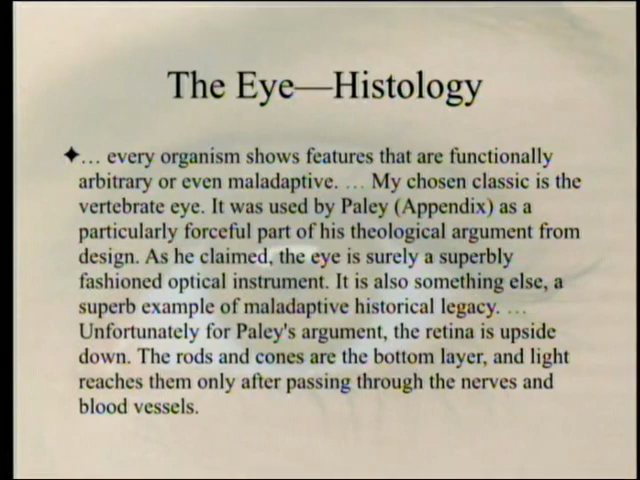 The Eye—Histology
✦… every organism shows features that are functionally
arbitrary or even maladaptive. … My chosen classic is the
vertebrate eye. It was used by Paley (Appendix) as a
particularly forceful part of his theological argument from
design. As he claimed, the eye is surely a superbly
fashioned optical instrument. It is also something else, a
superb example of maladaptive historical legacy. …
Unfortunately for Paley's argument, the retina is upside
down. The rods and cones are the bottom layer, and light
reaches them only after passing through the nerves and
blood vessels.